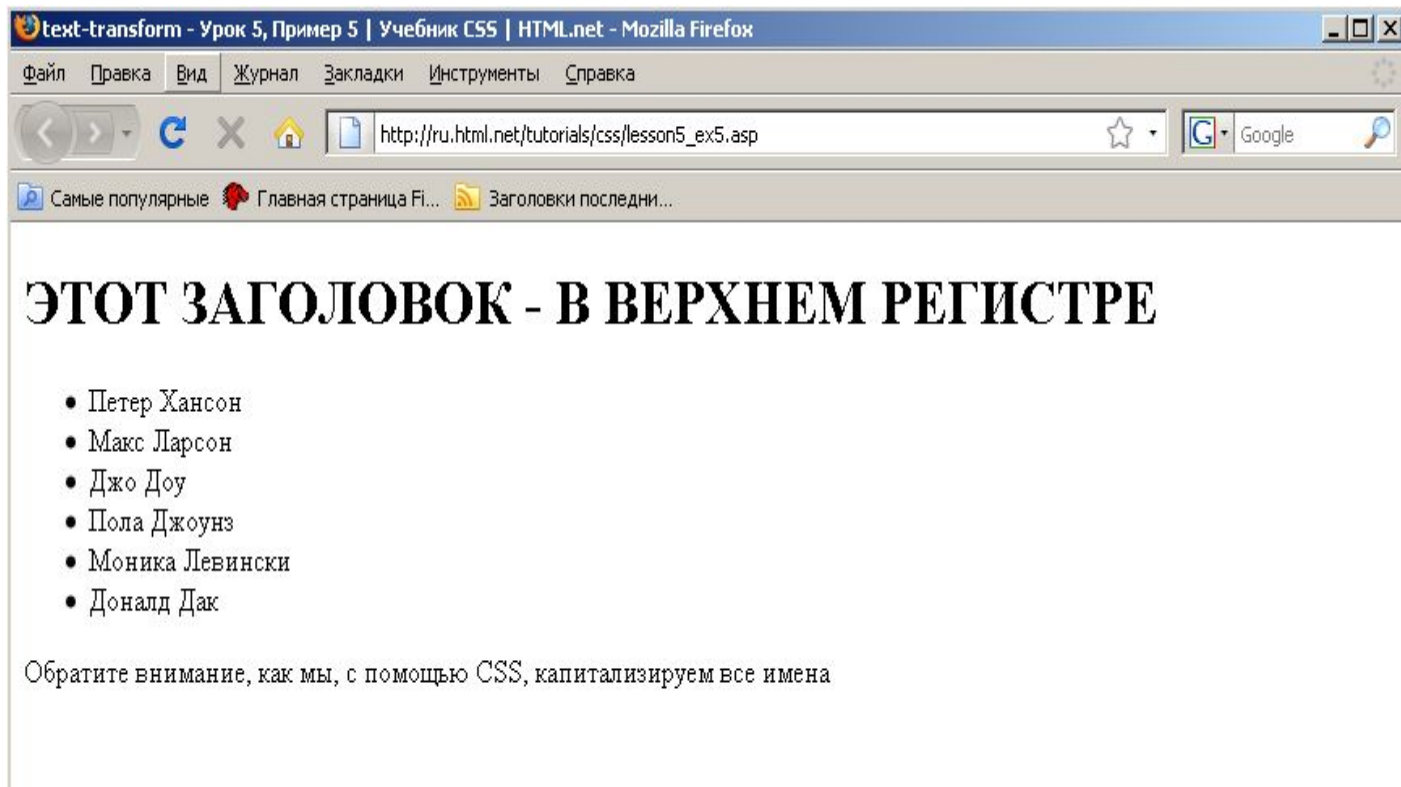 text-transform - Урок 5, Пример 5 | Учебник CSS | HTML.net - Mozilla Firefox
Файл Правка Вид Журнал Закладки Инструменты Справка
http://ru.html.net/tutorials/css/lesson5_ex5.asp G Google
Самые популярные Главная страница Fi... Заголовки последни...
ЭТОТ ЗАГОЛОВОК - В ВЕРХНЕМ РЕГИСТРЕ
• Петер Хансон
• Макс Ларсон
• Джо Доу
• Пола Джоунз
• Моника Левински
• Доналд Дак
Обратите внимание, как мы, с помощью CSS, капитализируем все имена